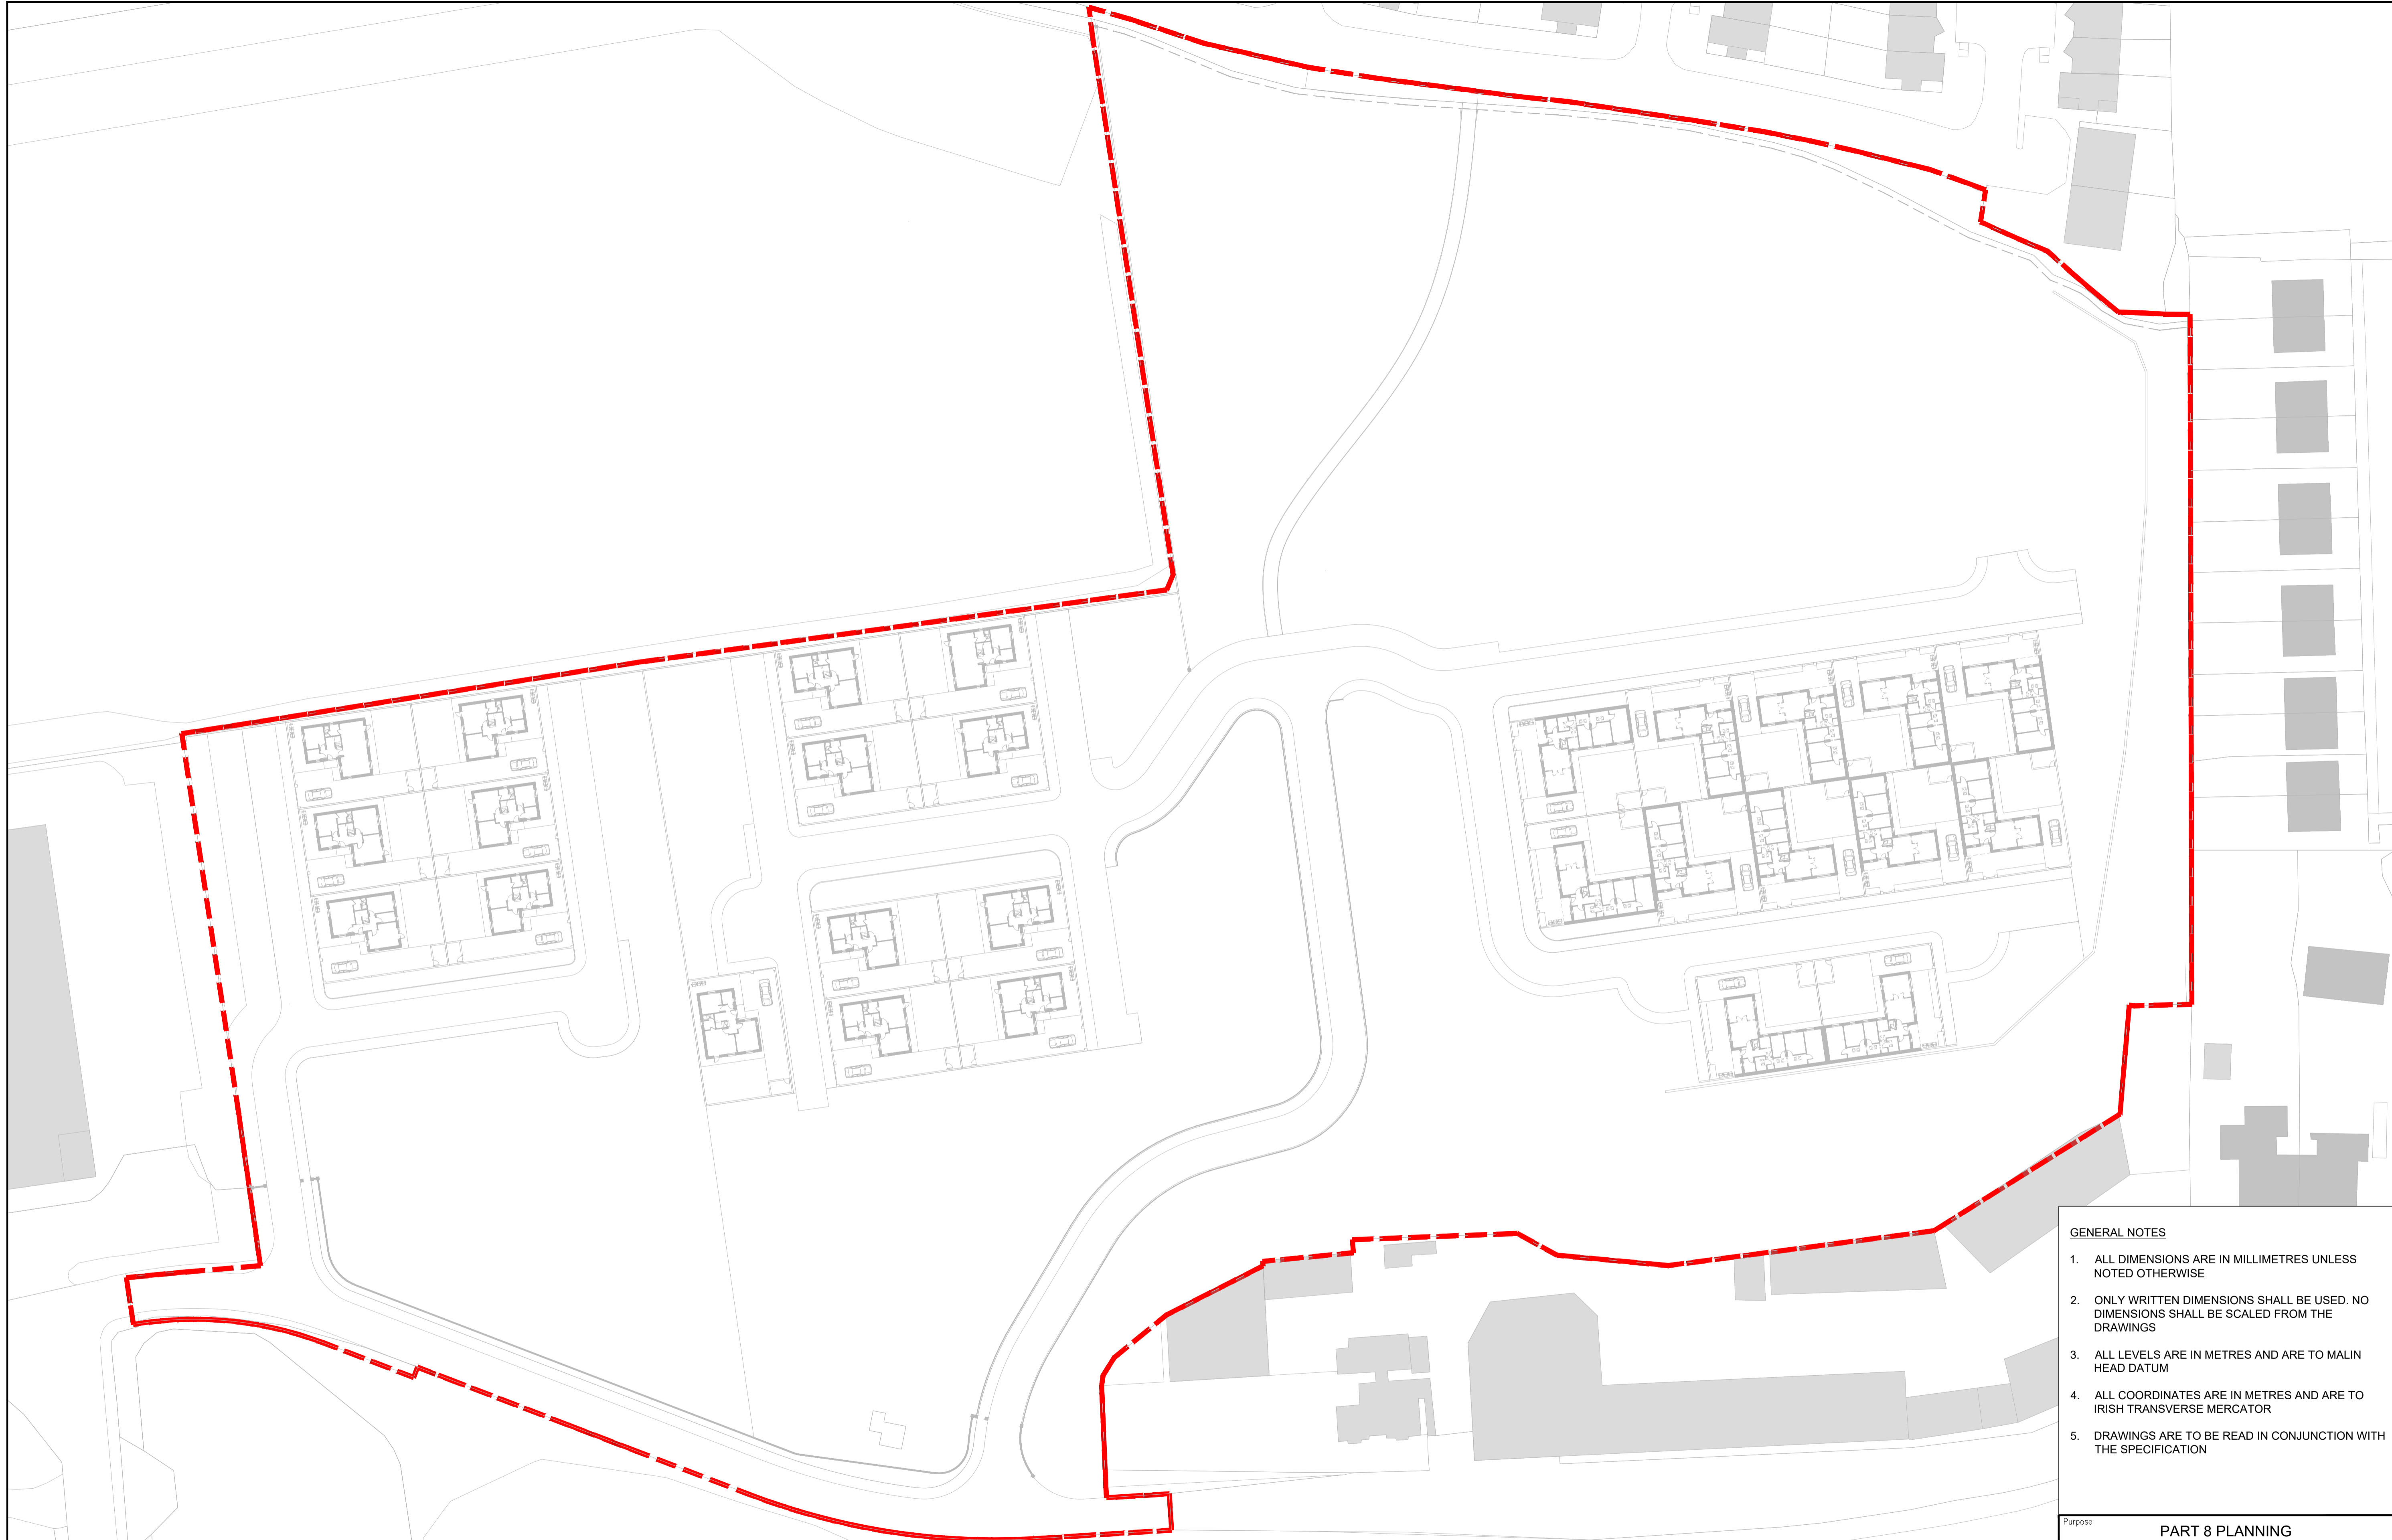 GENERAL NOTES
1. ALL DIMENSIONS ARE IN MILLIMETRES UNLESS
NOTED OTHERWISE
2. ONLY WRITTEN DIMENSIONS SHALL BE USED. NO
DIMENSIONS SHALL BE SCALED FROM THE
DRAWINGS
3. ALL LEVELS ARE IN METRES AND ARE TO MALIN
HEAD DATUM
4. ALL COORDINATES ARE IN METRES AND ARE TO
IRISH TRANSVERSE MERCATOR
5. DRAWINGS ARE TO BE READ IN CONJUNCTION WITH
THE SPECIFICATION
Purpose
PART 8 PLANNING